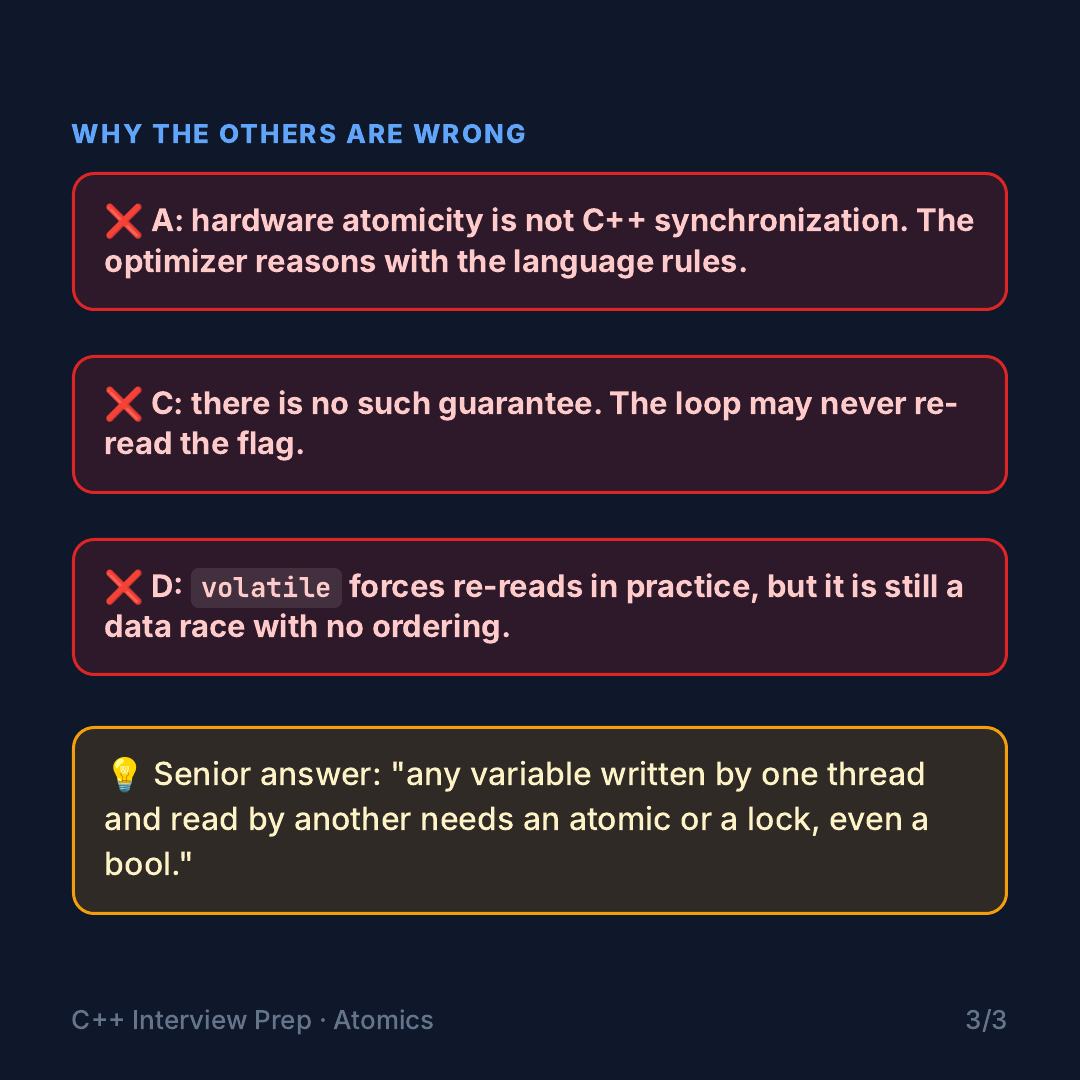 WHY THE OTHERS ARE WRONG
❌ A: hardware atomicity is not C++ synchronization. The
optimizer reasons with the language rules.
❌ C: there is no such guarantee. The loop may never re-
read the flag.
❌ D: volatile forces re-reads in practice, but it is still a
data race with no ordering.
💡 Senior answer: "any variable written by one thread
and read by another needs an atomic or a lock, even a
bool."
C++ Interview Prep · Atomics
3/3